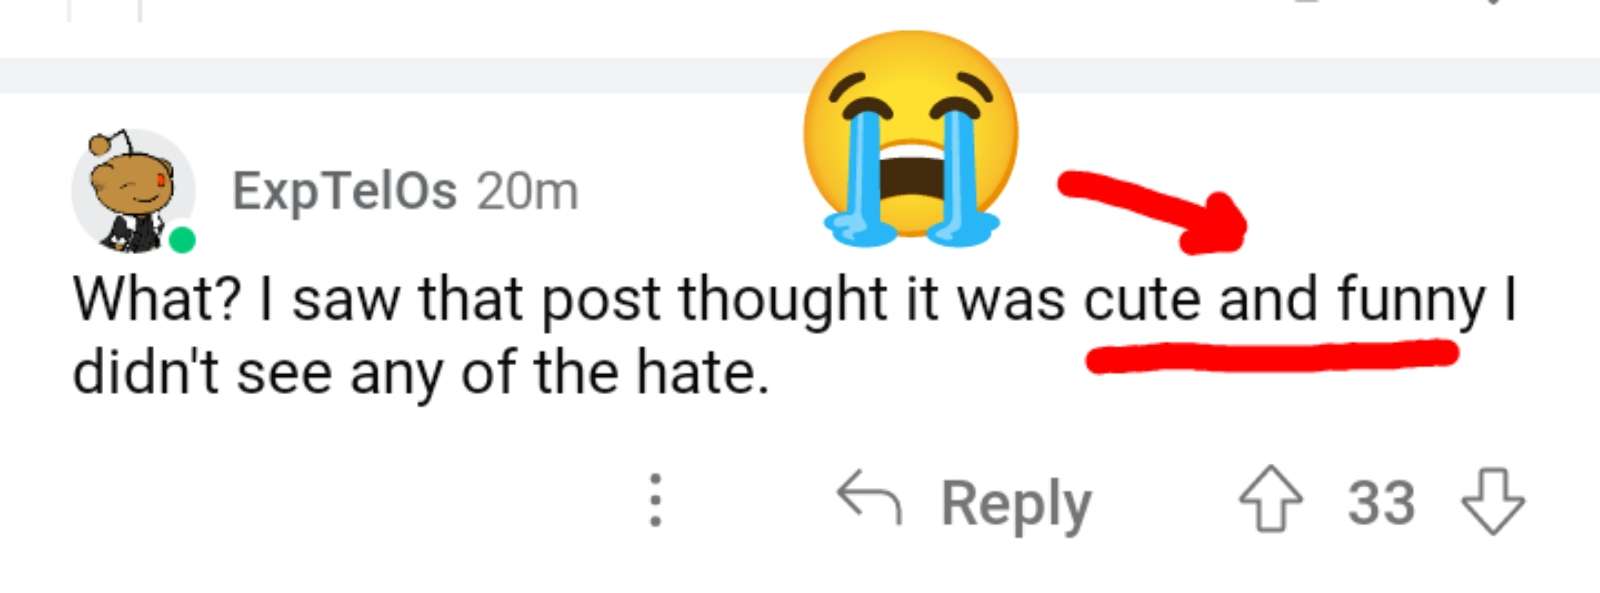 ExpTelOs 20m
What? I saw that post thought it was cute and funny I
didn't see any of the hate.
Reply 33